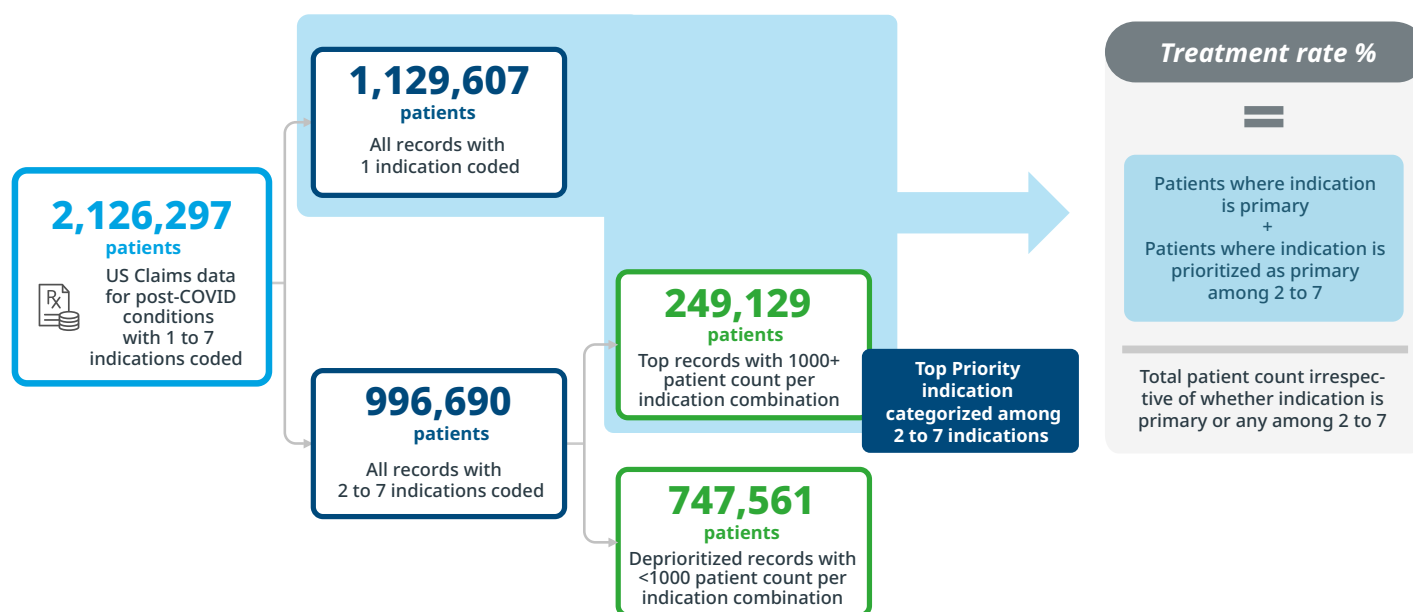 2,126,297
patients
US Claims data
for post-COVID
conditions
with 1 to 7
indications coded
Rx
1,129,607
patients
All records with
1 indication coded
996,690
patients
All records with
2 to 7 indications coded
249,129
patients
Top records with 1000+
patient count per
indication combination
747,561
patients
Deprioritized records with
<1000 patient count per
indication combination
Top Priority
indication
categorized among
2 to 7 indications
Treatment rate %
=
Patients where indication
is primary
+
Patients where indication is
prioritized as primary
among 2 to 7
Total patient count irrespec-
tive of whether indication is
primary or any among 2 to 7